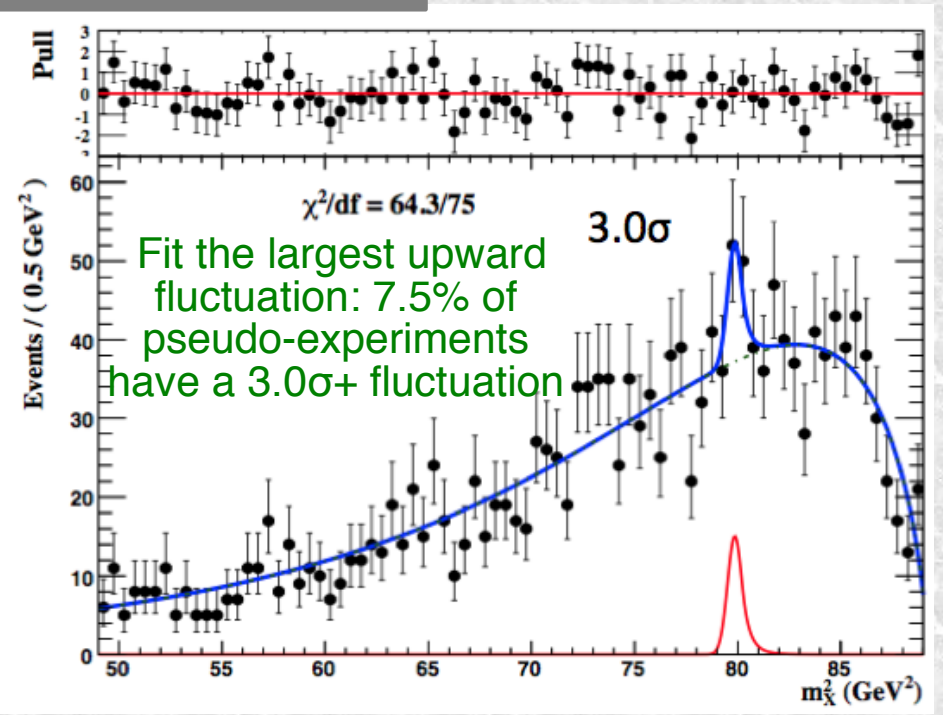 Pull
3
2
1
0
-1
-2
Events / ( 0.5 GeV² )
60
50
40
30
20
10
0
χ²/df = 64.3/75
3.0σ
Fit the largest upward
fluctuation: 7.5% of
pseudo-experiments
have a 3.0σ+ fluctuation
50 55 60 65 70 75 80 85
m²X (GeV²)